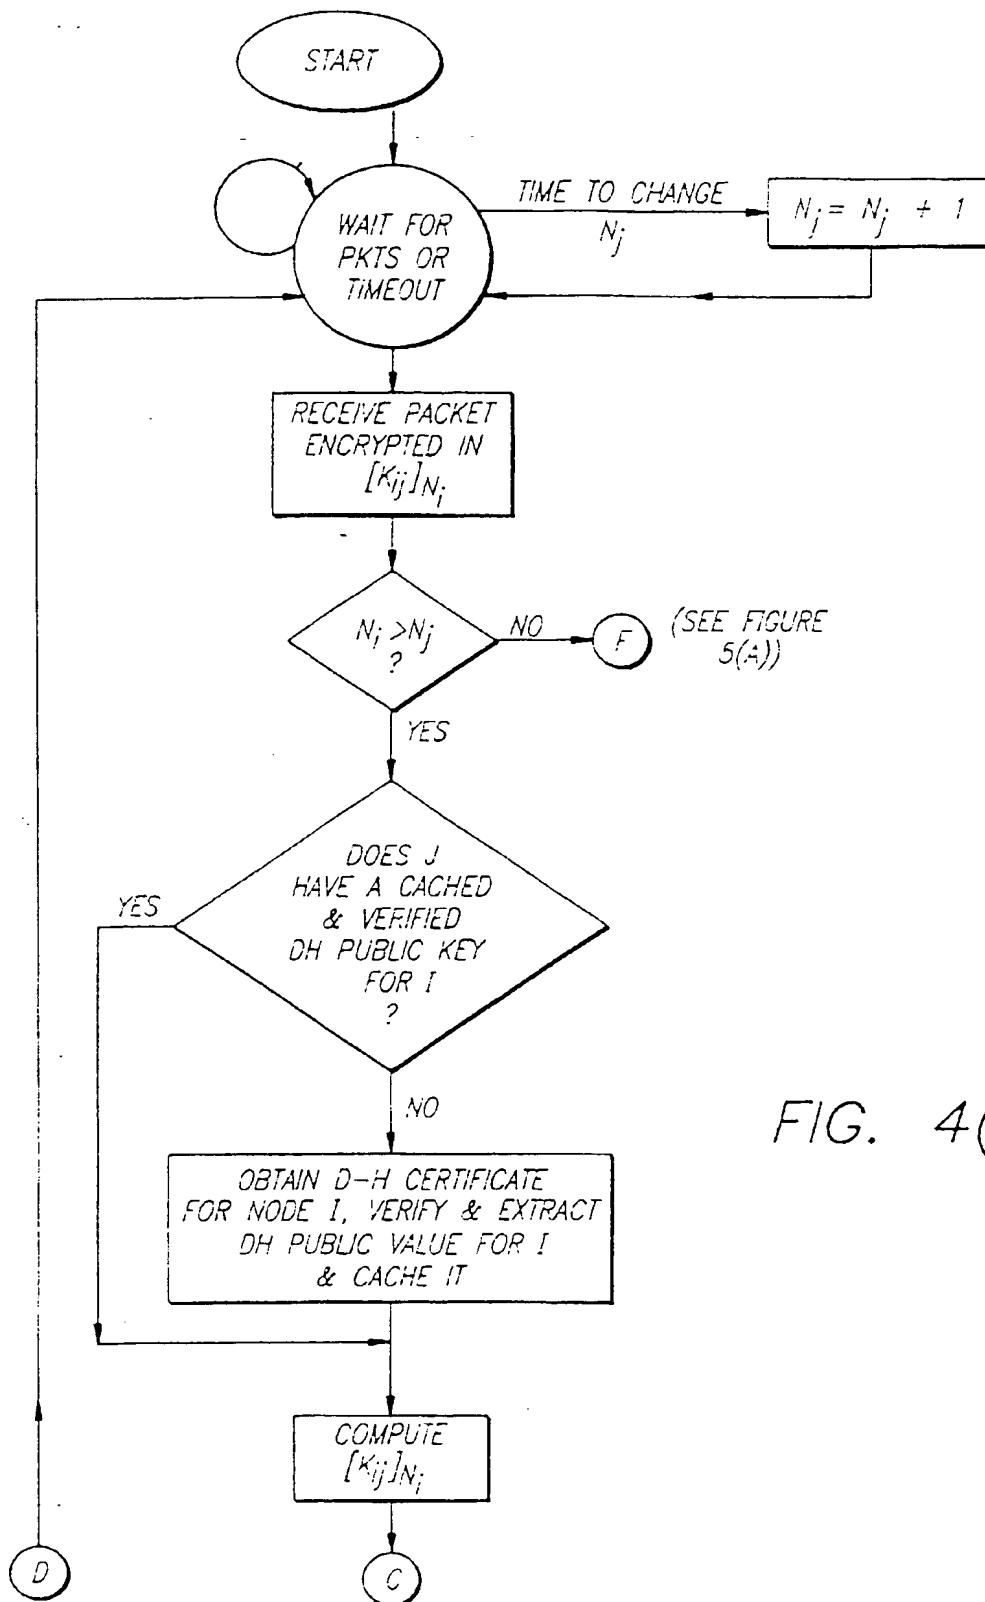 START
WAIT FOR
PKTS OR
TIMEOUT
TIME TO CHANGE
Nj
Nj = Nj + 1
RECEIVE PACKET
ENCRYPTED IN
[Kij]Ni
Ni >Nj
?
NO
F
(SEE FIGURE
5(A))
YES
DOES J
HAVE A CACHED
& VERIFIED
DH PUBLIC KEY
FOR I
?
YES
NO
OBTAIN D-H CERTIFICATE
FOR NODE I, VERIFY & EXTRACT
DH PUBLIC VALUE FOR I
& CACHE IT
FIG. 4(
COMPUTE
[Kij]Ni
D
C